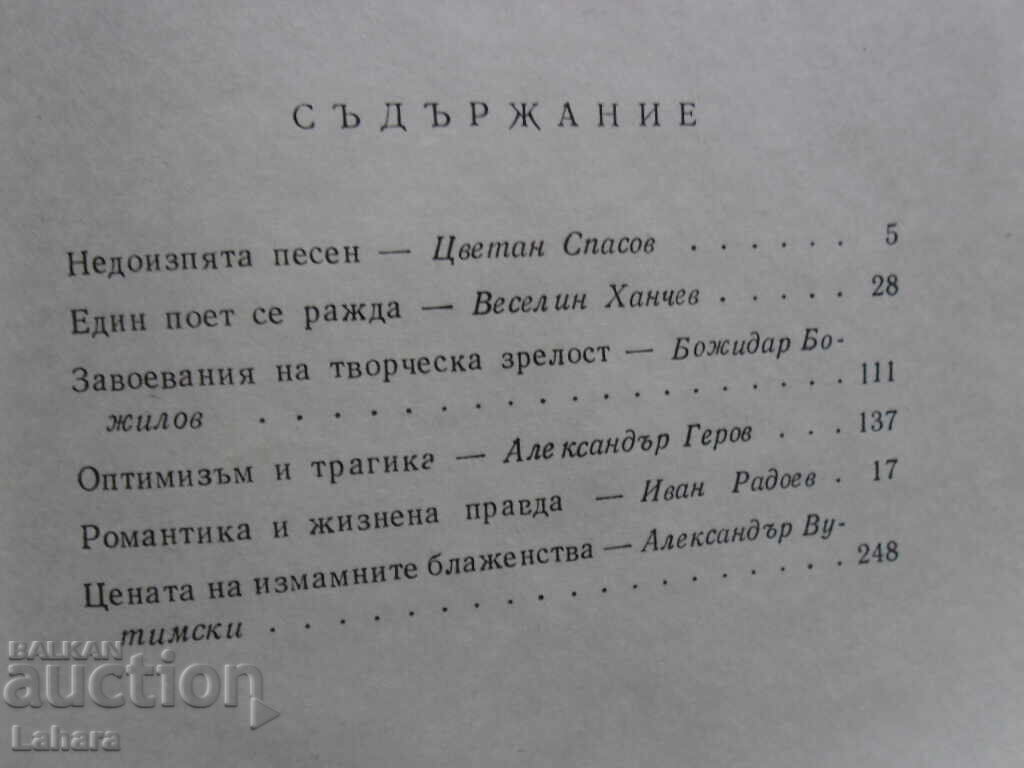 СЪДЪРЖАНИЕ
Недоизпята песен — Цветан Спасов . . . . . . 5
Един поет се ражда — Веселин Ханчев . . . . . 28
Завоевания на творческа зрелост — Божидар Бо-
жилов . . . . . . . . . . . . . . . . 111
Оптимизъм и трагика — Александър Геров . . . 137
Романтика и жизнена правда — Иван Радоев . 17
Цената на измамните блаженства — Александър Ву-
тимски . . . . . . . . . . . . . . . . 248
BALKAN
auction
Lahara